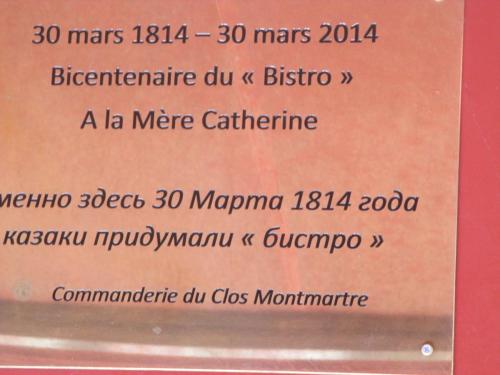 30 mars 1814 – 30 mars 2014
Bicentenaire du « Bistro »
A la Mère Catherine
менно здесь 30 Марта 1814 года
казаки придумали « бистро »
Commanderie du Clos Montmartre